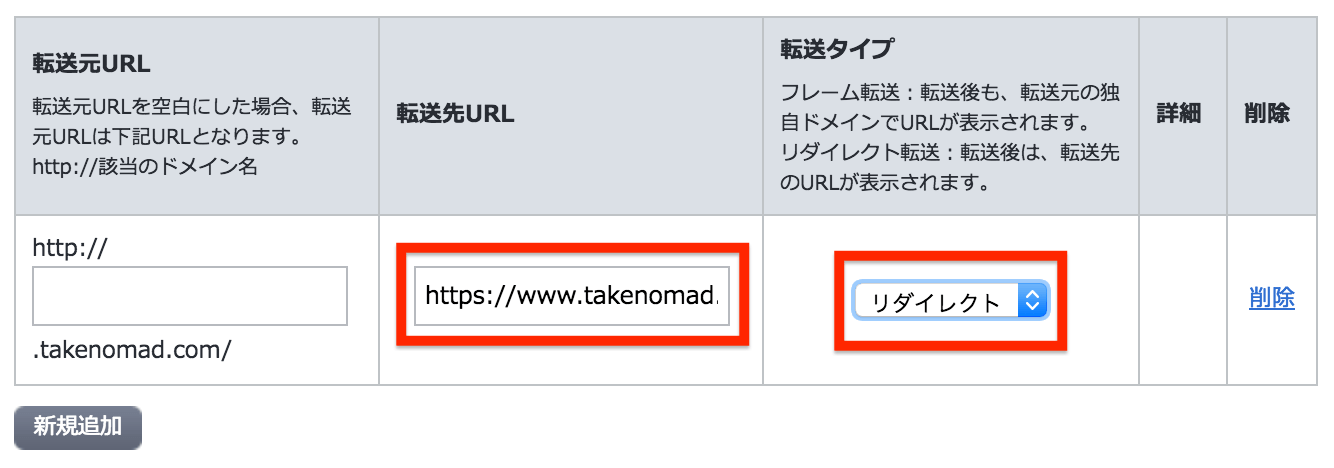 転送元URL
転送元URLを空白にした場合、転送
元URLは下記URLとなります。
http://該当のドメイン名
転送先URL
転送タイプ
フレーム転送：転送後も、転送元の独
自ドメインでURLが表示されます。
リダイレクト転送：転送後は、転送先
のURLが表示されます。
詳細
削除
http://
.takenomad.com/
https://www.takenomad.
リダイレクト
削除
新規追加